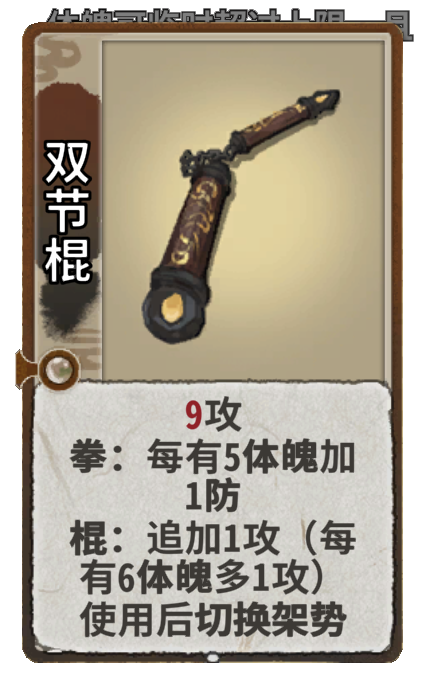 双节棍
9攻
拳：每有5体魄加
1防
棍：追加1攻（每
有6体魄多1攻）
使用后切换架势